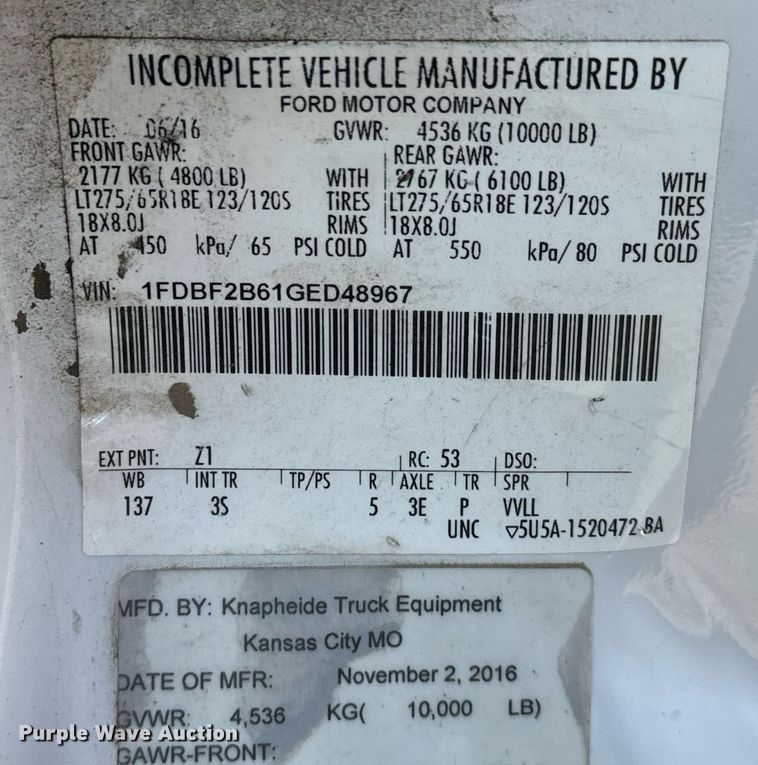 INCOMPLETE VEHICLE MANUFACTURED BY
FORD MOTOR COMPANY
DATE: 06/16 GVWR: 4536 KG (10000 LB)
FRONT GAWR: REAR GAWR:
2177 KG ( 4800 LB) WITH 2767 KG ( 6100 LB) WITH
LT275/65R18E 123/120S TIRES LT275/65R18E 123/120S TIRES
18X8.0J RIMS 18X8.0J RIMS
AT 450 kPa/ 65 PSI COLD AT 550 kPa/ 80 PSI COLD
VIN: 1FDBF2B61GED48967
EXT PNT: Z1 RC: 53 DSO:
WB INT TR TP/PS R AXLE TR SPR
137 3S 5 3E P VVLL
UNC ▽5U5A-1520472-BA
MFD. BY: Knapheide Truck Equipment
Kansas City MO
DATE OF MFR: November 2, 2016
GVWR: 4,536 KG( 10,000 LB)
Purple Wave Auction
GAWR-FRONT: